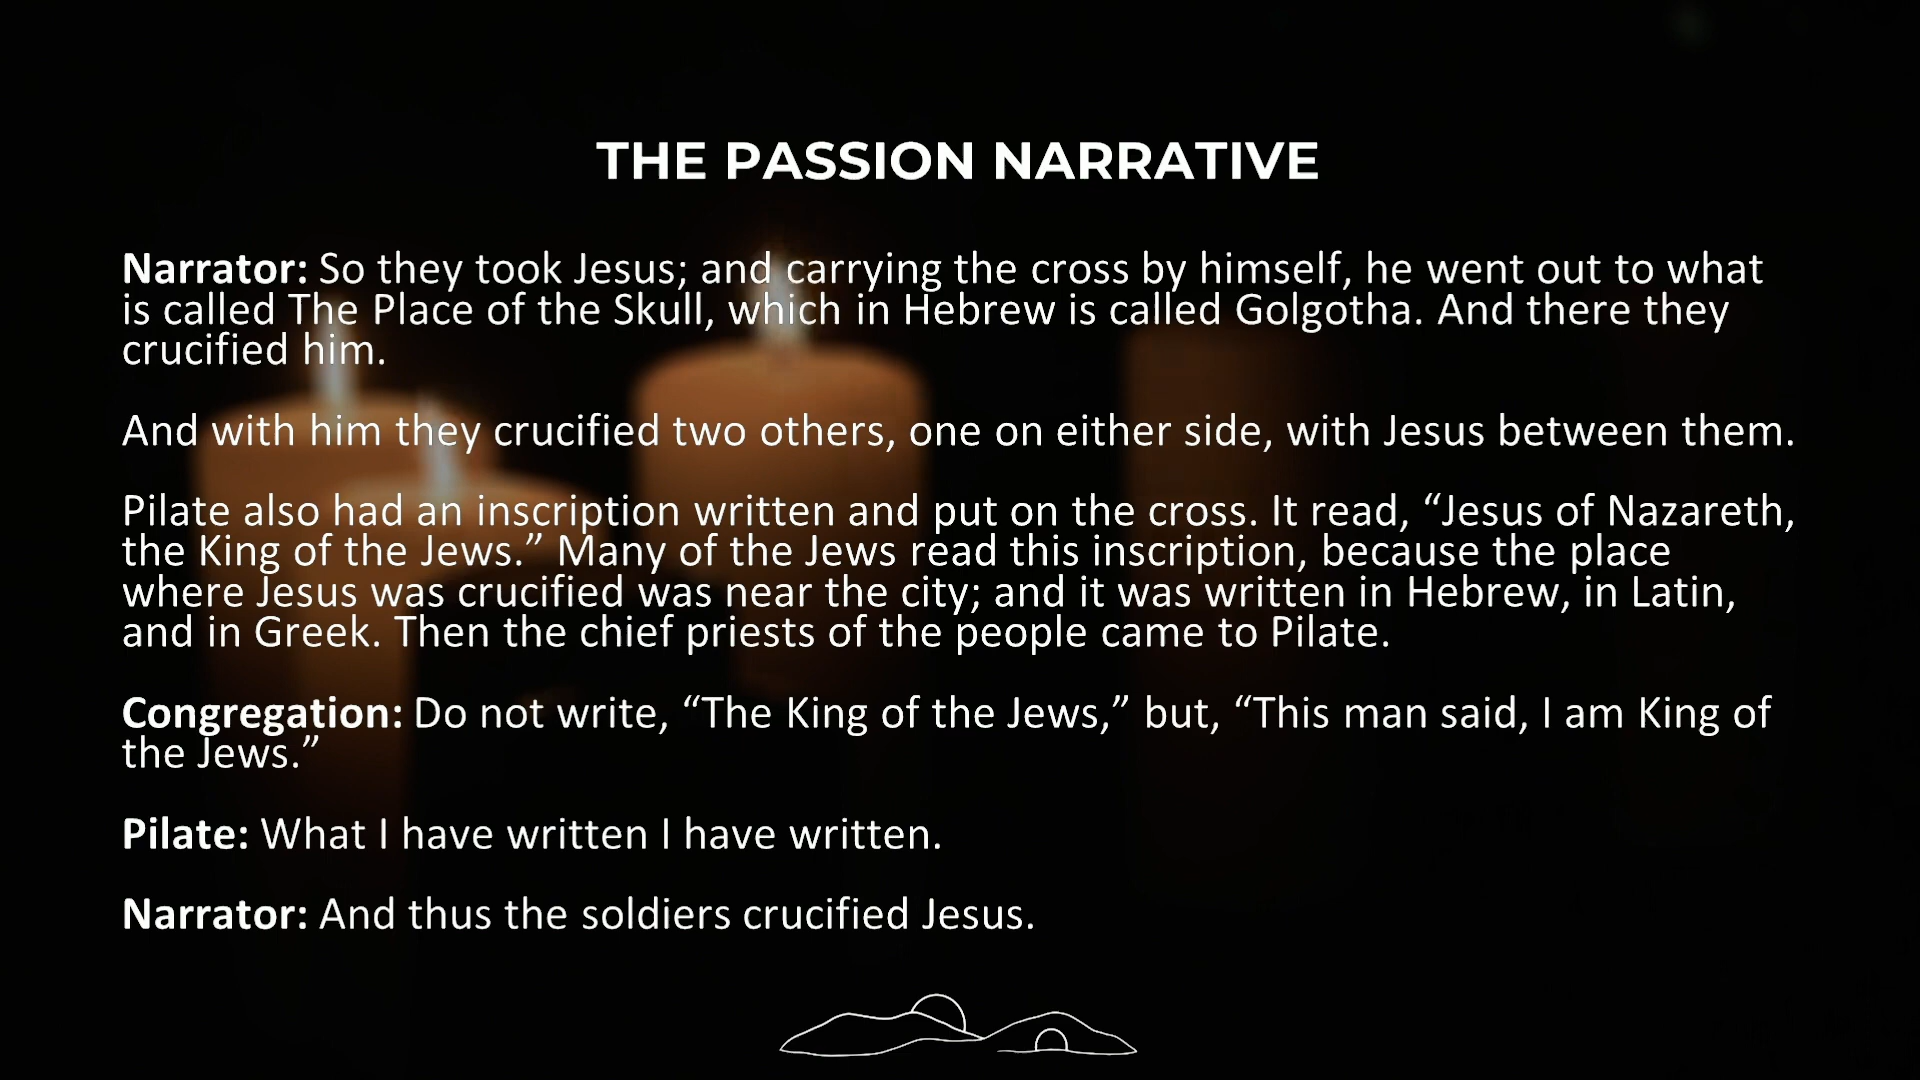 THE PASSION NARRATIVE
Narrator: So they took Jesus; and carrying the cross by himself, he went out to what
is called The Place of the Skull, which in Hebrew is called Golgotha. And there they
crucified him.
And with him they crucified two others, one on either side, with Jesus between them.
Pilate also had an inscription written and put on the cross. It read, “Jesus of Nazareth,
the King of the Jews.” Many of the Jews read this inscription, because the place
where Jesus was crucified was near the city; and it was written in Hebrew, in Latin,
and in Greek. Then the chief priests of the people came to Pilate.
Congregation: Do not write, “The King of the Jews,” but, “This man said, I am King of
the Jews.”
Pilate: What I have written I have written.
Narrator: And thus the soldiers crucified Jesus.